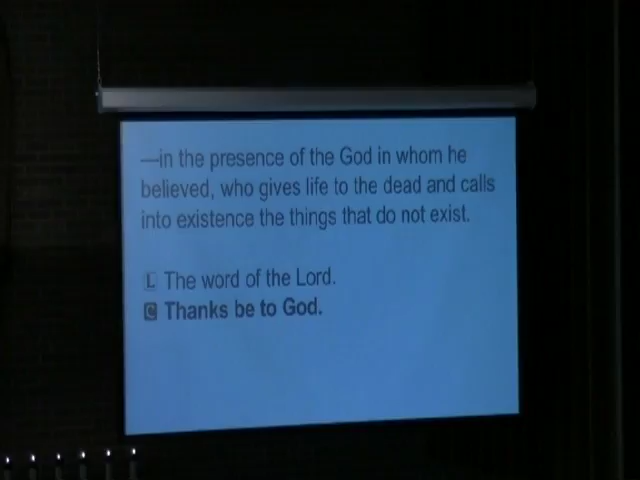 —in the presence of the God in whom he
believed, who gives life to the dead and calls
into existence the things that do not exist.
L The word of the Lord.
C Thanks be to God.